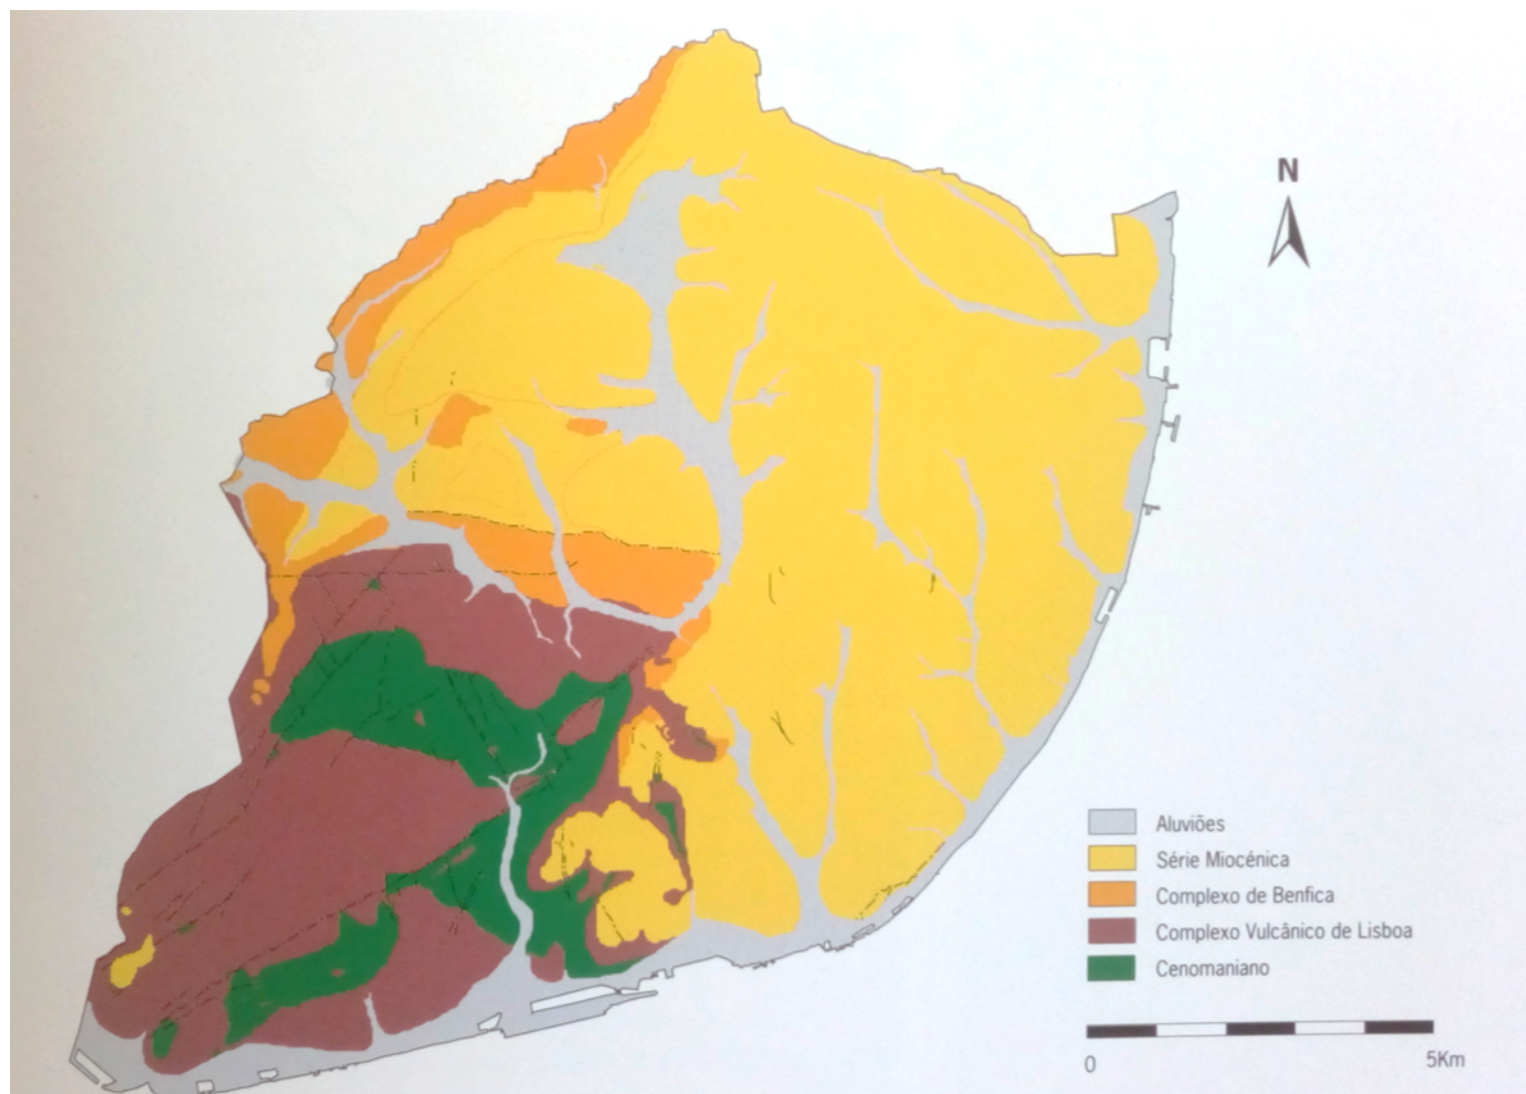 N
Aluviões
Série Miocénica
Complexo de Benfica
Complexo Vulcânico de Lisboa
Cenomaniano
0 5Km